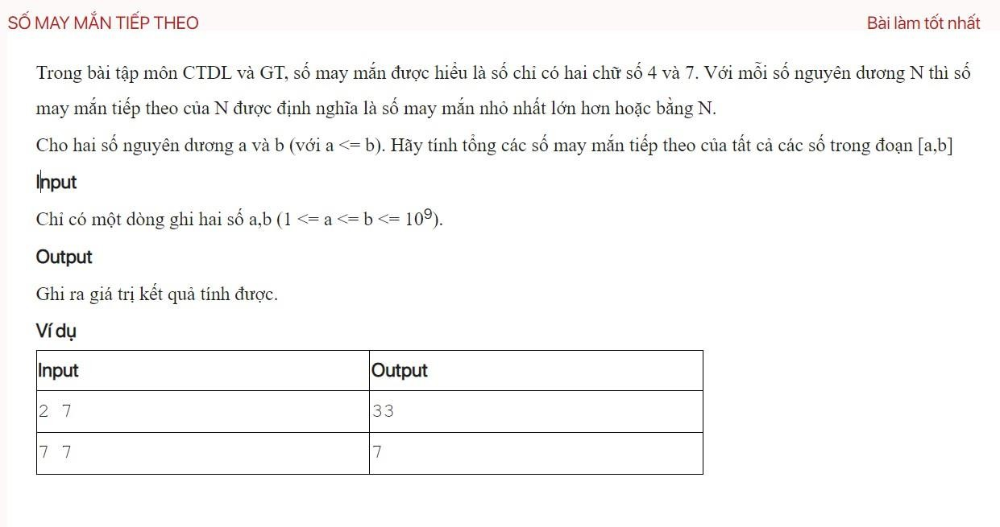 SỐ MAY MẮN TIẾP THEO
Bài làm tốt nhất
Trong bài tập môn CTDL và GT, số may mắn được hiểu là số chỉ có hai chữ số 4 và 7. Với mỗi số nguyên dương N thì số
may mắn tiếp theo của N được định nghĩa là số may mắn nhỏ nhất lớn hơn hoặc bằng N.
Cho hai số nguyên dương a và b (với a <= b). Hãy tính tổng các số may mắn tiếp theo của tất cả các số trong đoạn [a,b]
Input
Chỉ có một dòng ghi hai số a,b (1 <= a <= b <= 10⁹).
Output
Ghi ra giá trị kết quả tính được.
Ví dụ
Input Output
2 7 33
7 7 7